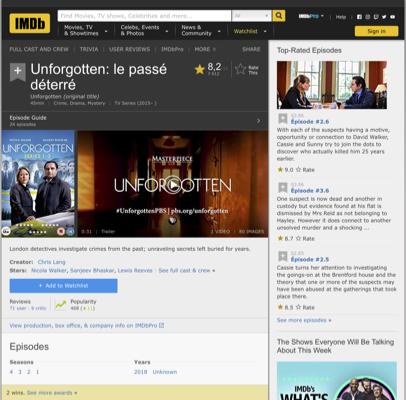 IMDb
Find Movies, TV shows, Celebrities and more...
All
IMDbPro
Help
Movies, TV
& Showtimes
Celebs, Events
& Photos
News &
Community
Watchlist
Sign in
FULL CAST AND CREW | TRIVIA | USER REVIEWS | IMDbPro | MORE
SHARE
Unforgotten: le passé
déterré
Unforgotten (original title)
45min | Crime, Drama, Mystery | TV Series (2015– )
8,2
Rate
This
Episode Guide
24 episodes
UNFORGOTTEN
MASTERPIECE
UNFORGOTTEN
#UnforgottenPBS | pbs.org/unforgotten
0:31 | Trailer
1 VIDEO | 80 IMAGES
London detectives investigate crimes from the past; unraveling secrets left buried for years.
Creator: Chris Lang
Stars: Nicola Walker, Sanjeev Bhaskar, Lewis Reeves | See full cast & crew »
+ Add to Watchlist
Reviews
71 user | 9 critic
Popularity
468
View production, box office, & company info on IMDbPro
Episodes
Seasons
4 3 2 1
Years
2018 Unknown
2 wins. See more awards »
Top-Rated Episodes
S2.E6
Episode #2.6
With each of the suspects having a motive,
opportunity or connection to David Walker,
Cassie and Sunny try to join the dots to
discover who actually killed him 25 years
earlier.
9.0 Rate
S3.E6
Episode #3.6
One suspect is now dead and another in
custody but evidence found at his flat is
dismissed by Mrs Reid as not belonging to
Hayley. However it does connect to another
unsolved murder and a shocking ...
8.7 Rate
S2.E5
Episode #2.5
Cassie turns her attention to investigating
the goings-on at the Brentford house and the
theory that one or more of the suspects may
have been abused at the gatherings that took
place there.
8.5 Rate
See more episodes »
The Shows Everyone Will Be Talking
About This Week
IMDb's
WHAT'S